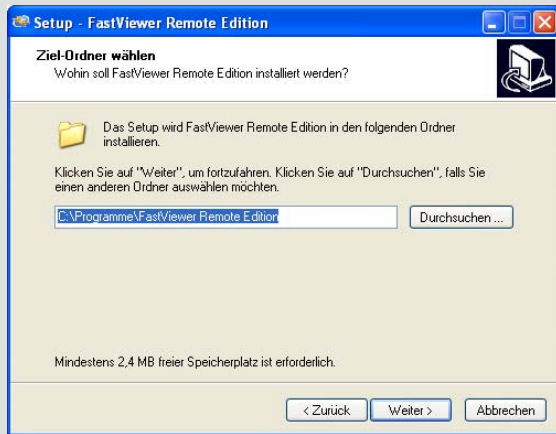 Setup - FastViewer Remote Edition
Ziel-Ordner wählen
Wohin soll FastViewer Remote Edition installiert werden?
Das Setup wird FastViewer Remote Edition in den folgenden Ordner
installieren.
Klicken Sie auf "Weiter", um fortzufahren. Klicken Sie auf "Durchsuchen", falls Sie
einen anderen Ordner auswählen möchten.
C:\Programme\FastViewer Remote Edition
Durchsuchen ...
Mindestens 2,4 MB freier Speicherplatz ist erforderlich.
< Zurück
Weiter >
Abbrechen